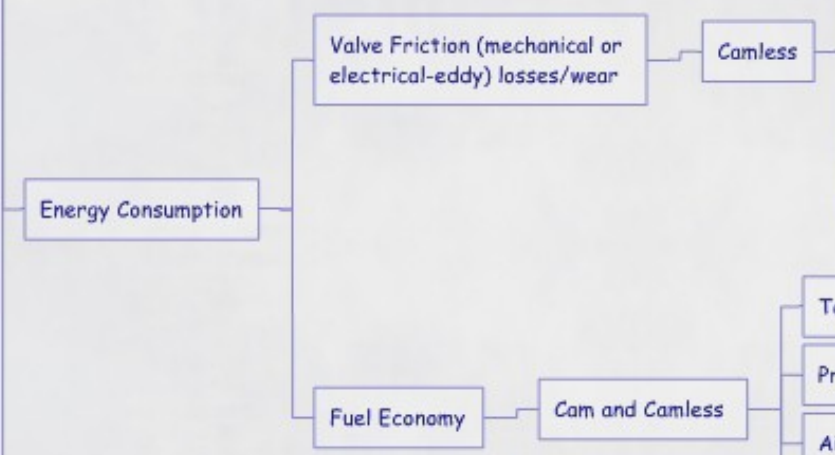 Valve Friction (mechanical or
electrical-eddy) losses/wear
Camless
Energy Consumption
Fuel Economy
Cam and Camless